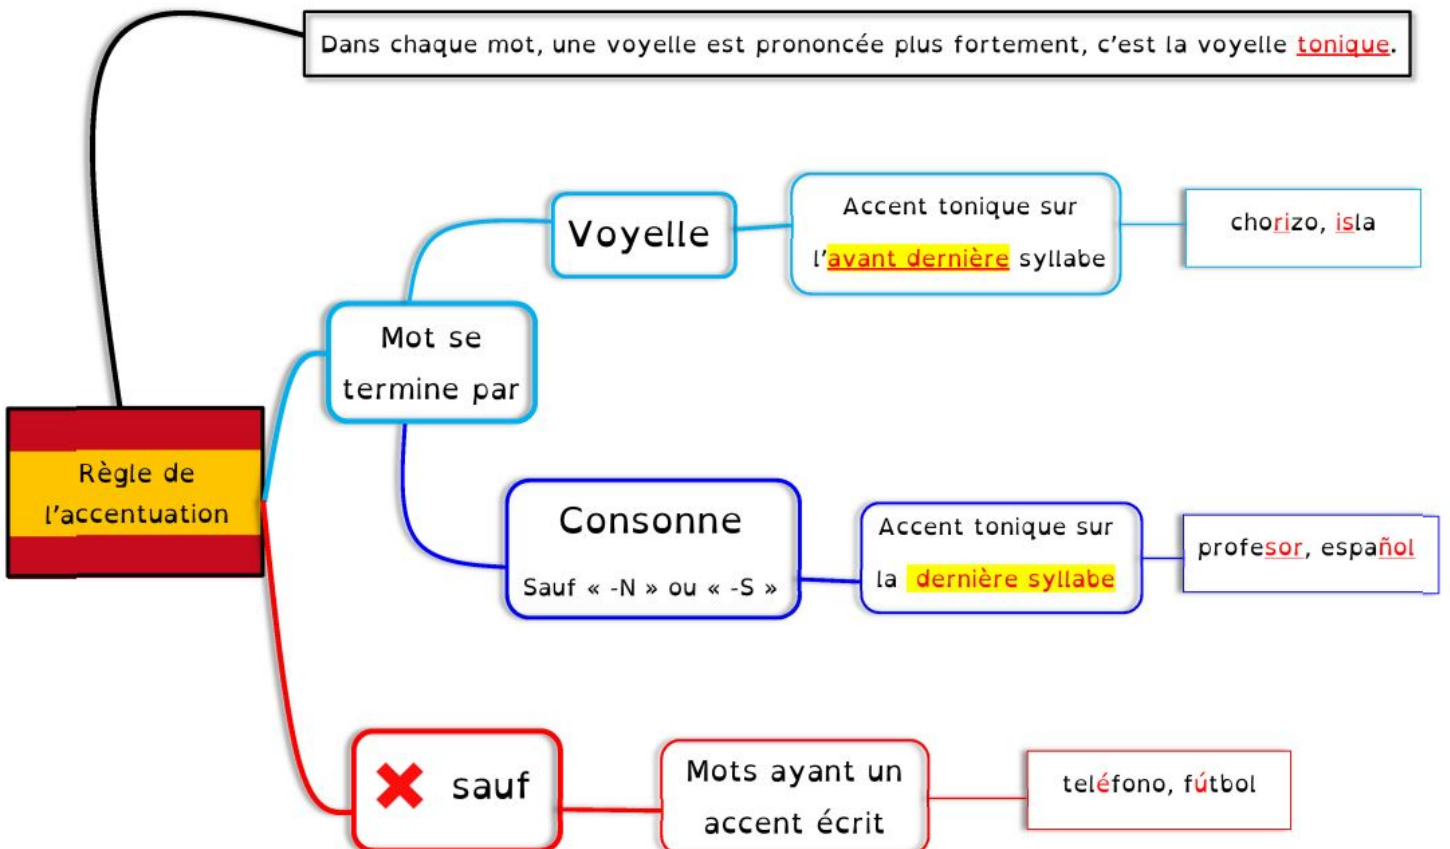 Dans chaque mot, une voyelle est prononcée plus fortement, c’est la voyelle tonique.
Voyelle
Accent tonique sur
l’avant dernière syllabe
chorizo, isla
Mot se
termine par
Règle de
l’accentuation
Consonne
Sauf « -N » ou « -S »
Accent tonique sur
la dernière syllabe
profesor, español
sauf
Mots ayant un
accent écrit
teléfono, fútbol